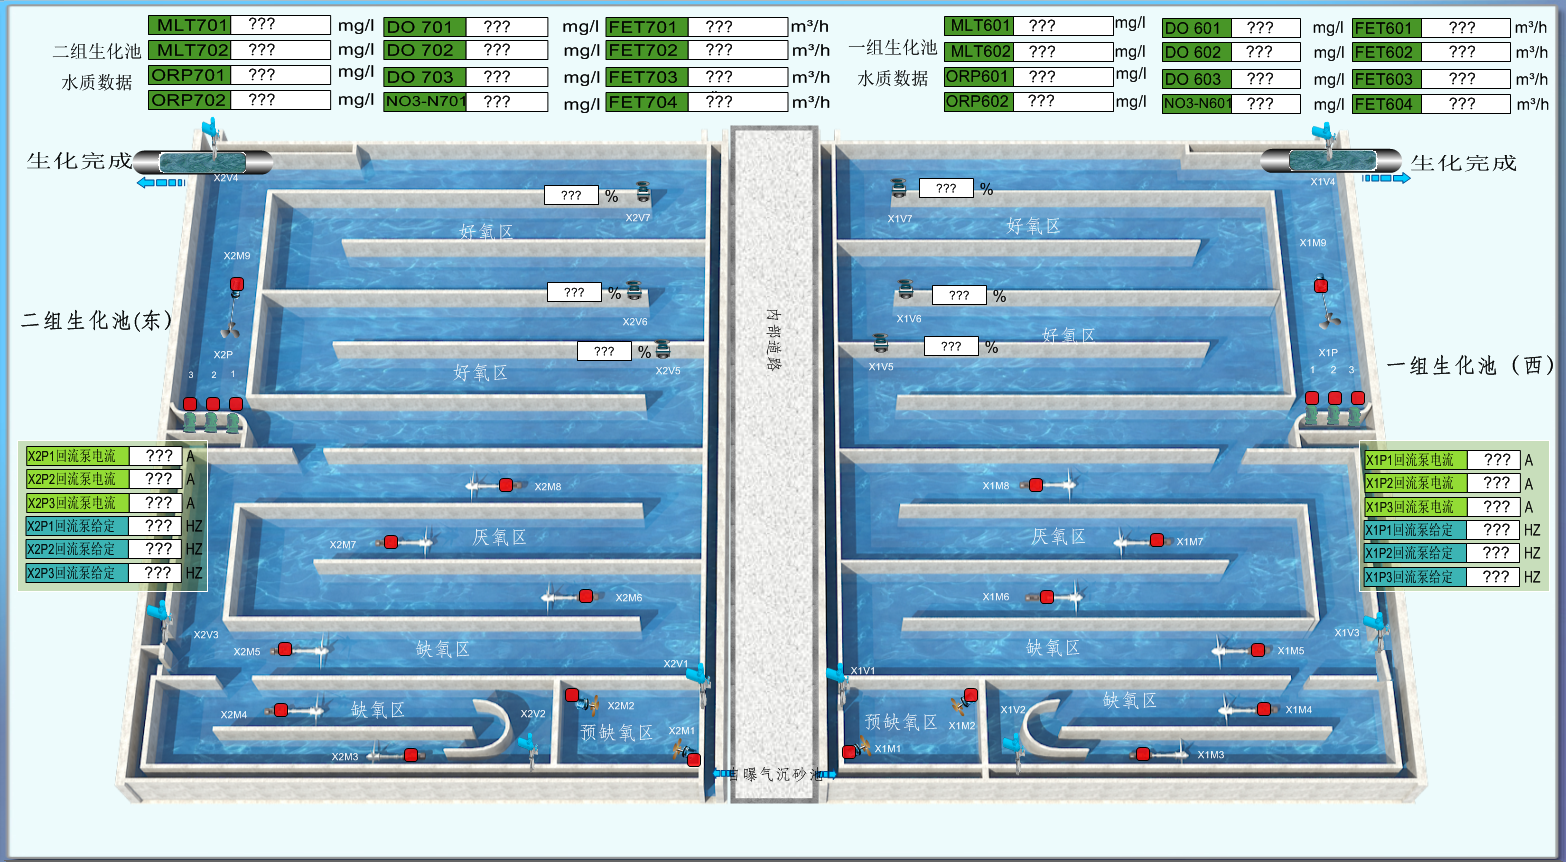 MLT701 ??? mg/l DO 701 ??? mg/l FET701 ??? m³/h
二组生化池 MLT702 ??? mg/l DO 702 ??? FET702 ??? m³/h
水质数据 ORP701 ??? mg/l DO 703 ??? FET703 ??? m³/h
ORP702 ??? mg/l NO3-N701 ??? mg/l FET704 ??? m³/h
MLT601 ??? mg/l DO 601 ??? mg/l FET601 ??? m³/h
一组生化池 MLT602 ??? mg/l DO 602 ??? mg/l FET602 ??? m³/h
水质数据 ORP601 ??? mg/l DO 603 ??? mg/l FET603 ??? m³/h
ORP602 ??? mg/l NO3-N601 ??? mg/l FET604 ??? m³/h
生化完成
X2V4
??? %
X2V7
好氧区
X2M9
??? %
X2V6
二组生化池(东)
X2P
??? %
X2V5
3 2 1
好氧区
X2P1回流泵电流 ??? A
X2P2回流泵电流 ??? A
X2P3回流泵电流 ??? A
X2P1回流泵给定 ??? HZ
X2P2回流泵给定 ??? HZ
X2P3回流泵给定 ??? HZ
X2M8
X2M7
厌氧区
X2M6
X2V3
X2M5
缺氧区
X2V1
X2M4
缺氧区
X2V2
X2M2
预缺氧区
X2M1
X2M3
内部道路
曝气沉砂池
生化完成
X1V4
??? %
X1V7
好氧区
X1M9
??? %
X1V6
好氧区
??? %
X1V5
X1P
1 2 3
一组生化池（西）
X1P1回流泵电流 ??? A
X1P2回流泵电流 ??? A
X1P3回流泵电流 ??? A
X1P1回流泵给定 ??? HZ
X1P2回流泵给定 ??? HZ
X1P3回流泵给定 ??? HZ
X1M8
厌氧区
X1M7
X1M6
X1V3
缺氧区
X1M5
X1V1
缺氧区
X1V2
X1M4
预缺氧区
X1M2
X1M1
X1M3